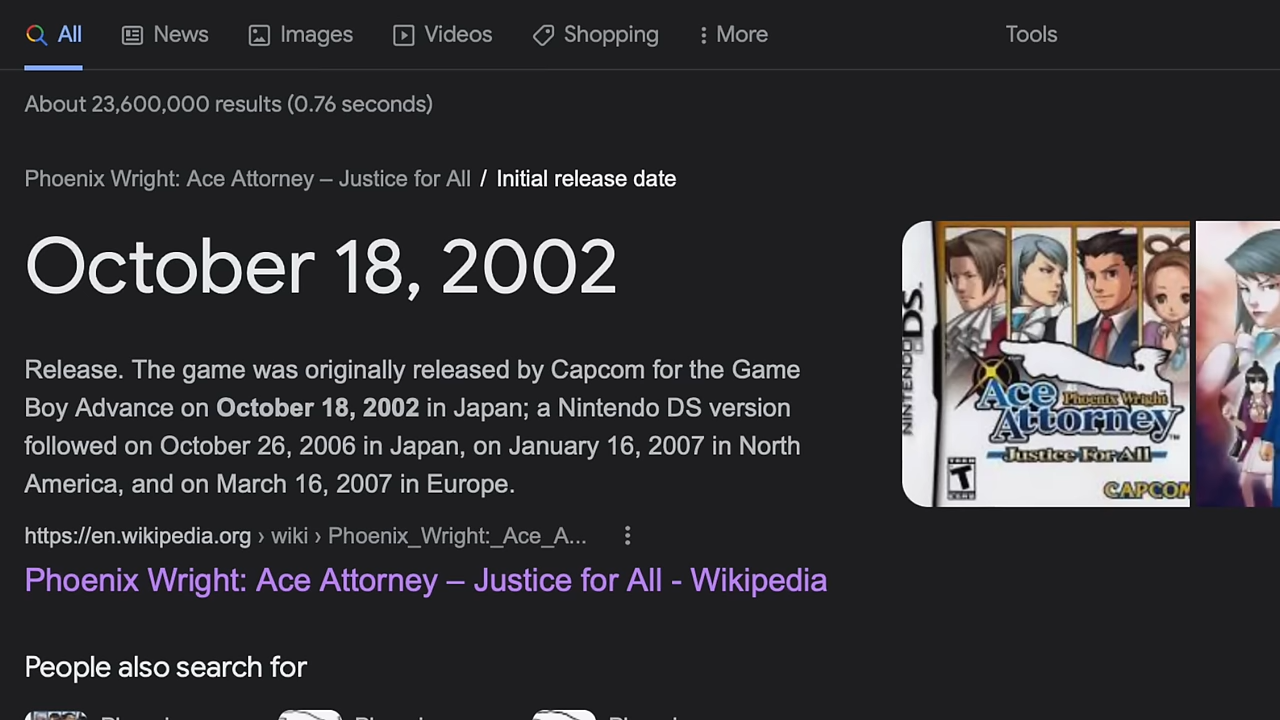 All News Images Videos Shopping More Tools
About 23,600,000 results (0.76 seconds)
Phoenix Wright: Ace Attorney – Justice for All / Initial release date
October 18, 2002
Release. The game was originally released by Capcom for the Game
Boy Advance on October 18, 2002 in Japan; a Nintendo DS version
followed on October 26, 2006 in Japan, on January 16, 2007 in North
America, and on March 16, 2007 in Europe.
https://en.wikipedia.org › wiki › Phoenix_Wright:_Ace_A...
Phoenix Wright: Ace Attorney – Justice for All - Wikipedia
NINTENDO DS
Phoenix Wright
Ace
Attorney
Justice For All
T
CAPCOM
People also search for